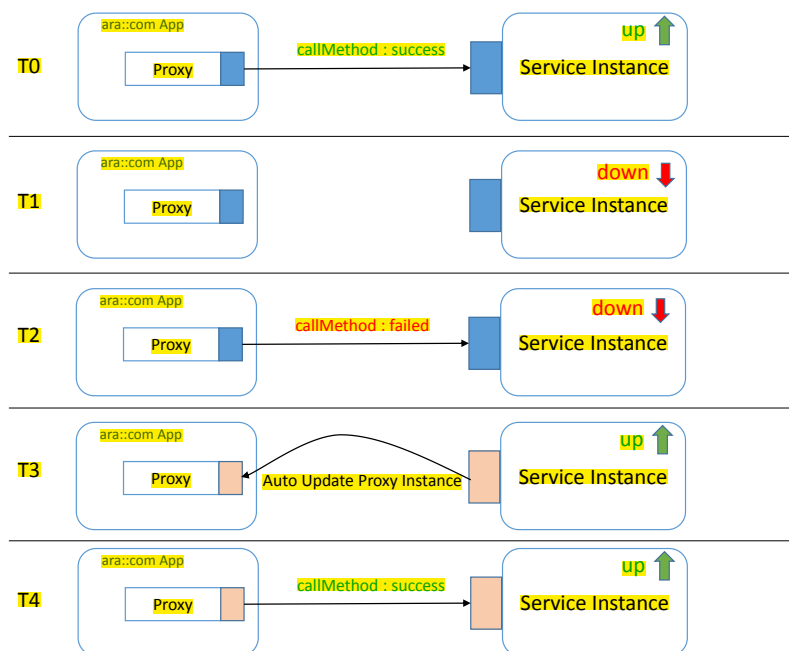 ara::com App
up
T0
Proxy
callMethod : success
Service Instance
ara::com App
down
T1
Proxy
Service Instance
ara::com App
down
T2
Proxy
callMethod : failed
Service Instance
ara::com App
up
T3
Proxy
Auto Update Proxy Instance
Service Instance
ara::com App
up
T4
Proxy
callMethod : success
Service Instance